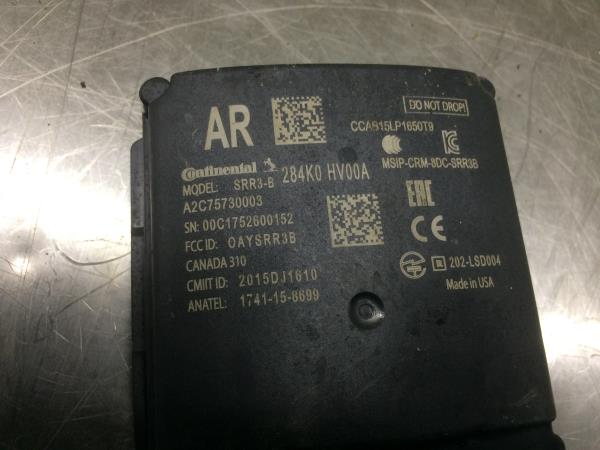 AR
DO NOT DROP!
CCAB15LP1650T9
Continental
MSIP-CRM-8DC-SRR3B
MODEL: SRR3-B 284K0 HV00A
A2C75730003
SN: 00C1752600152
EAC
FCC ID: OAYSRR3B
CE
CANADA 310
CMIIT ID: 2015DJ1610
R 202-LSD004
Made in USA
ANATEL: 1741-15-8699